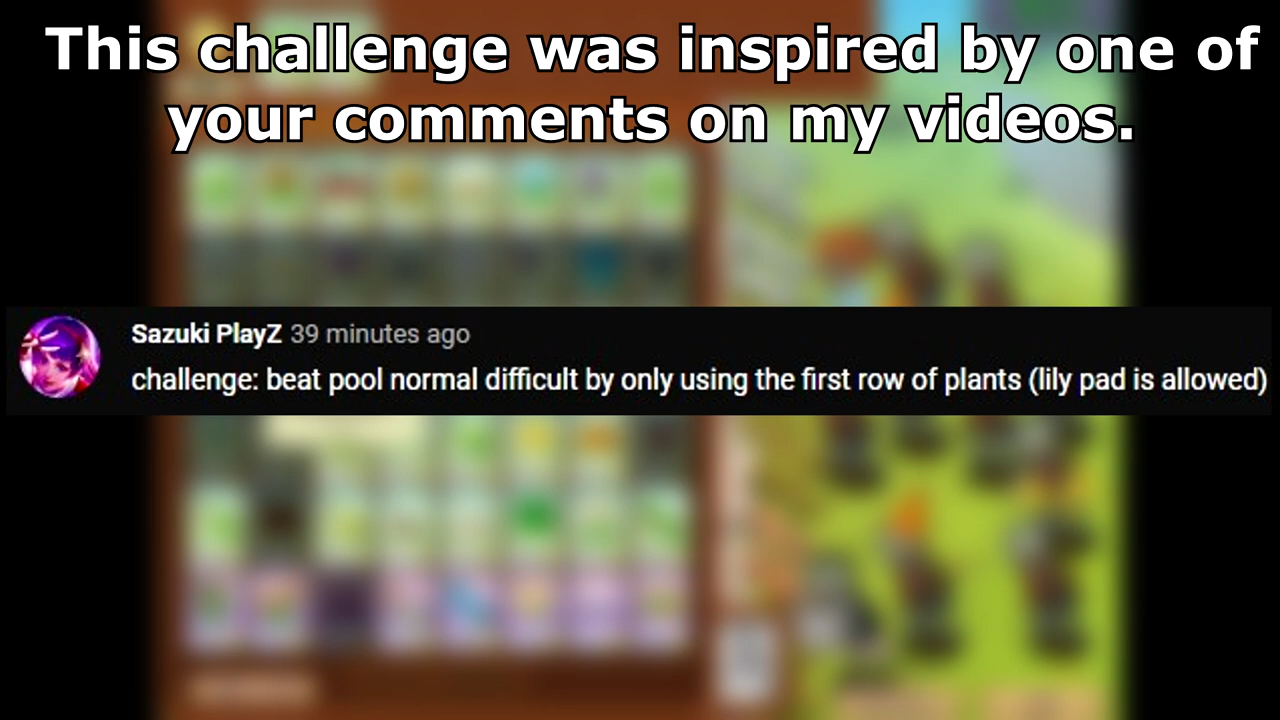 This challenge was inspired by one of
your comments on my videos.
Sazuki PlayZ 39 minutes ago
challenge: beat pool normal difficult by only using the first row of plants (lily pad is allowed)